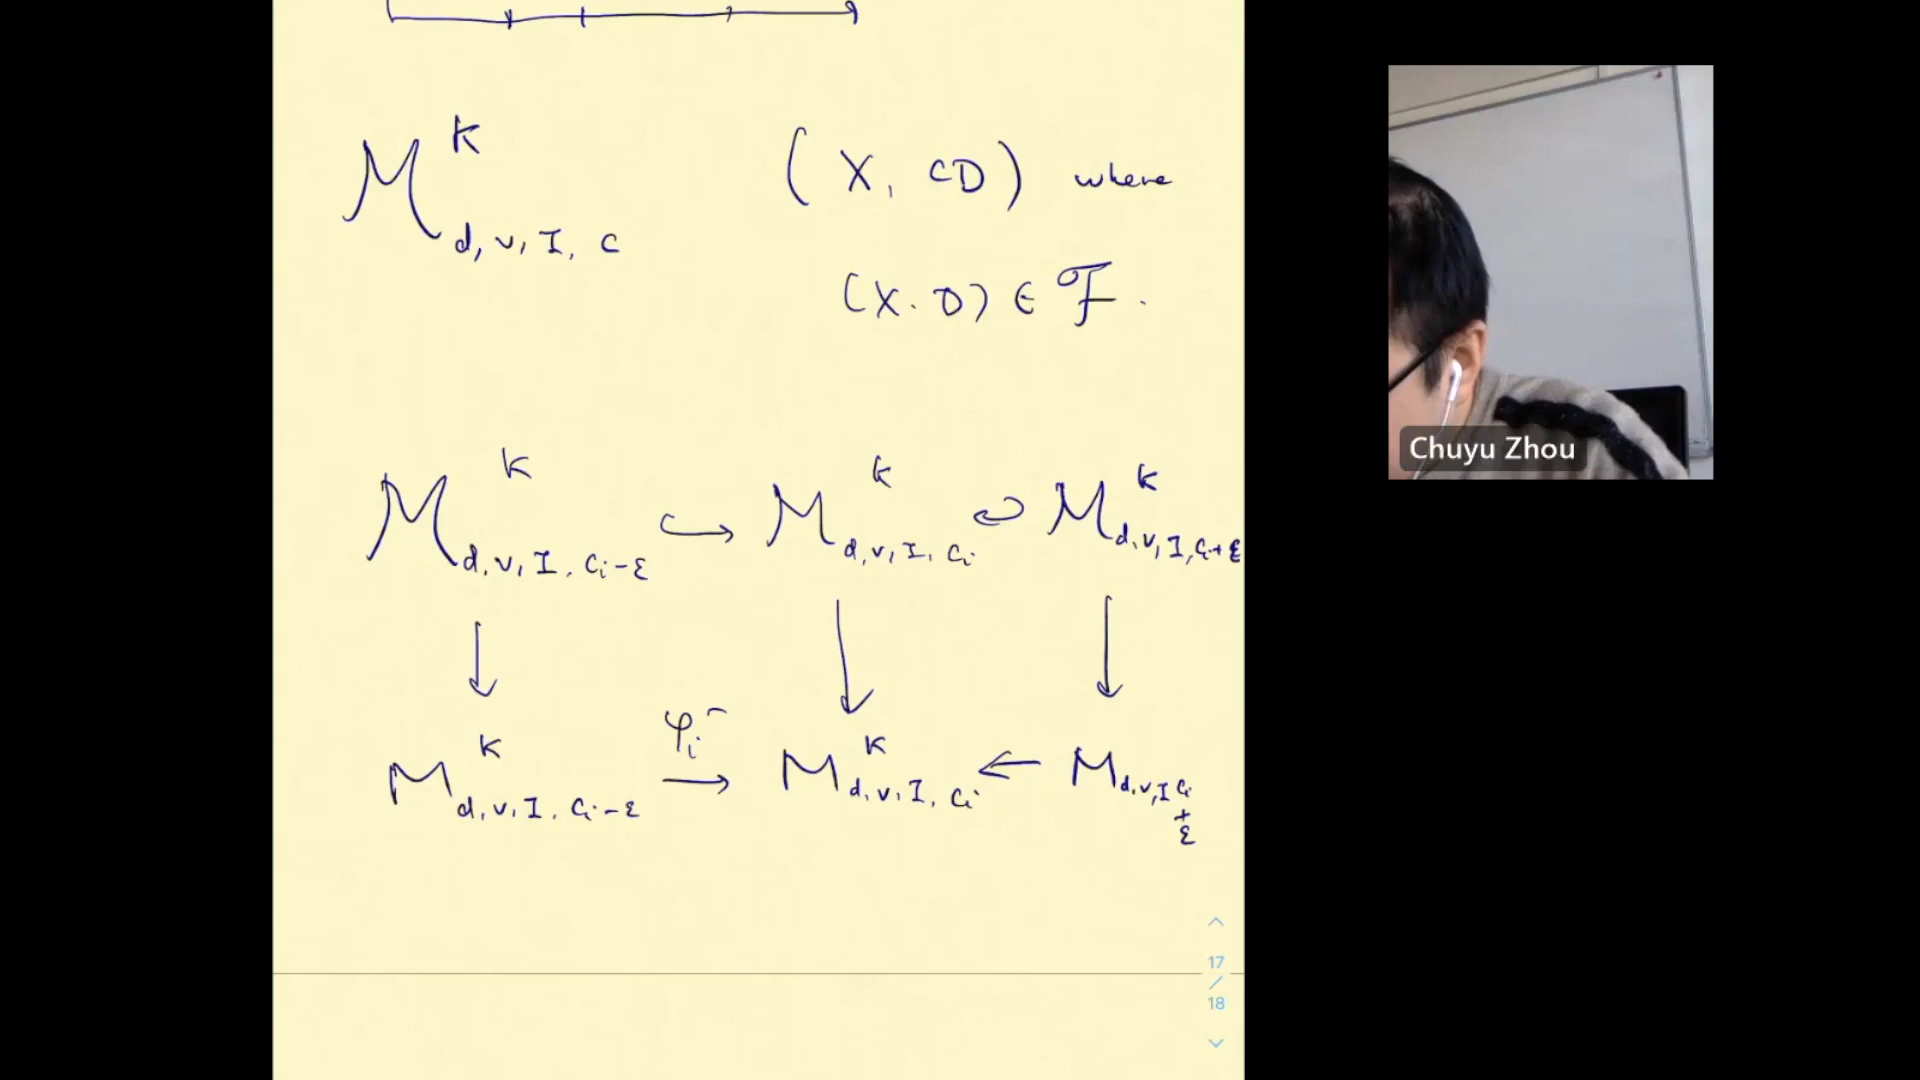 M^K_{d,v,I,c} (X, cD) where
(X.D) ∈ F.
M^K_{d,v,I,c_i-ε} ↪ M^K_{d,v,I,c_i} ↩ M^K_{d,v,I,c_i+ε}
↓ ↓ ↓
M^K_{d,v,I,c_i-ε} →^{φ_i^-} M^K_{d,v,I,c_i} ← M_{d,v,I c_i+ε}
17
/
18
Chuyu Zhou